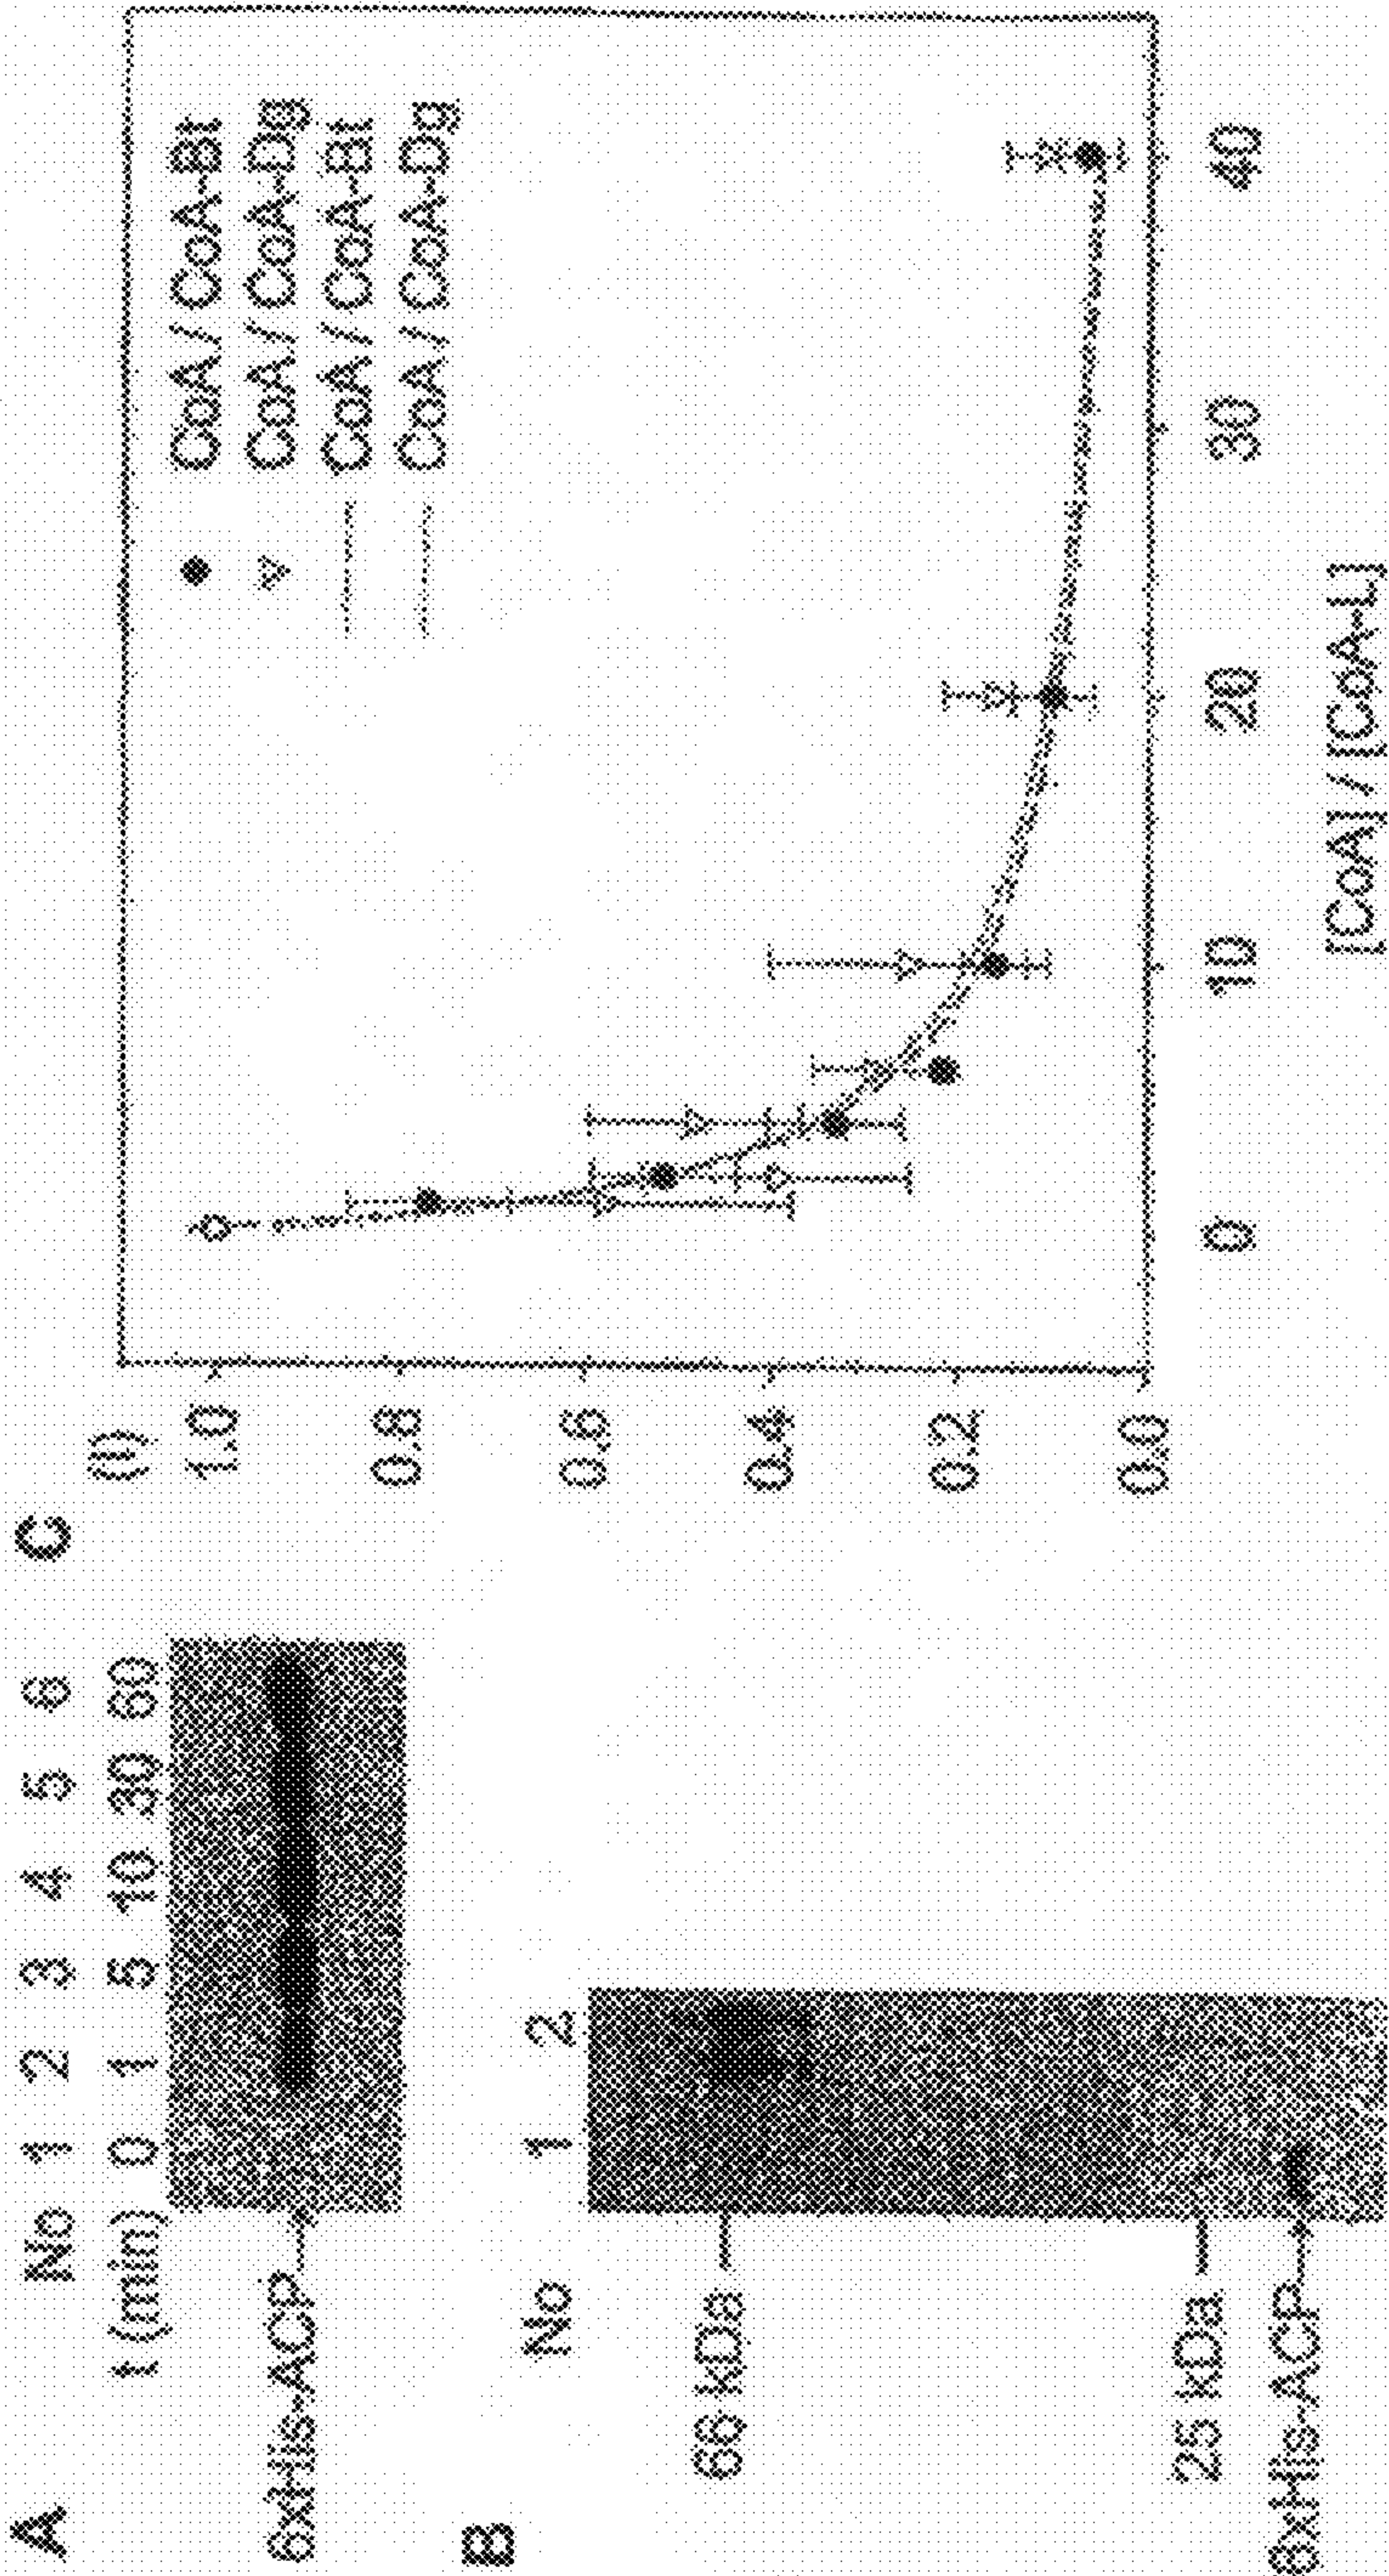 A
No 1 2 3 4 5 6
t (min) 0 1 5 10 30 60
6xHis-ACP
B
No 1 2
66 kDa
25 kDa
6xHis-ACP
C
(I)
1.0
0.8
0.6
0.4
0.2
0.0
CoA / CoA-Bt
CoA / CoA-Dg
CoA / CoA-Bt
CoA / CoA-Dg
0 10 20 30 40
[CoA] / [CoA-L]